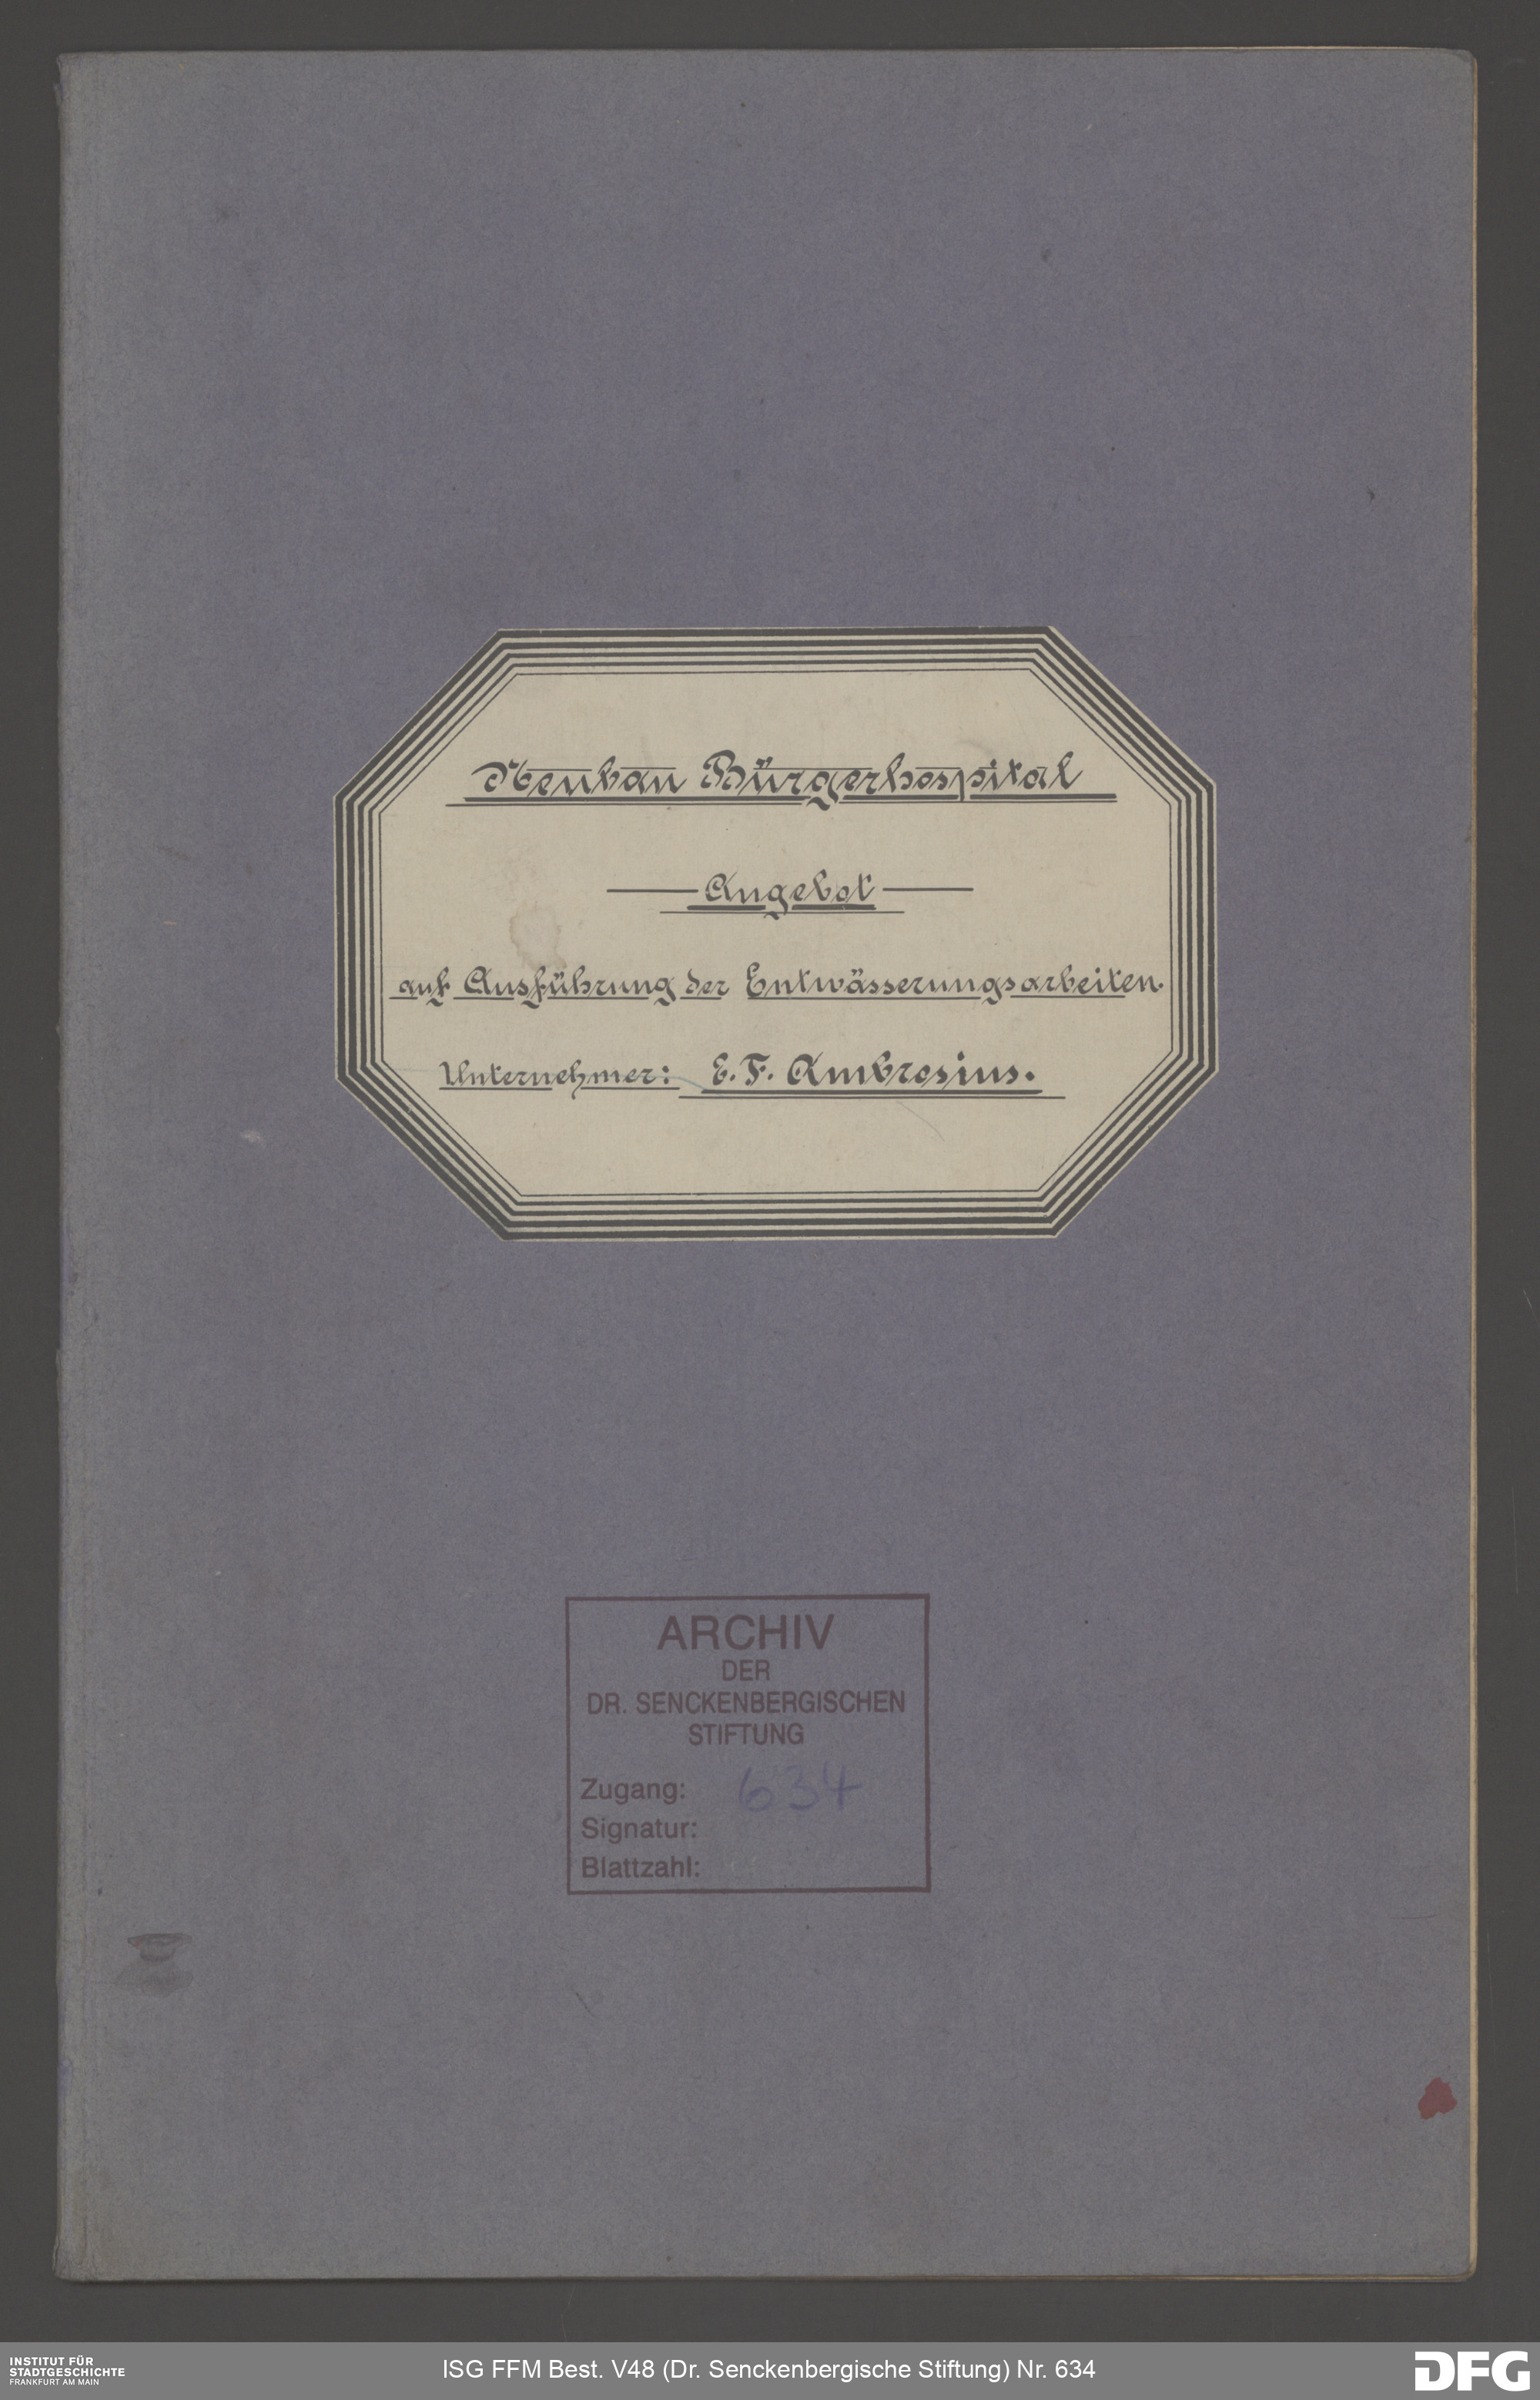 Neubau Bürgerhospital
Angebot
auf Ausführung der Entwässerungsarbeiten.
Unternehmer: E. F. Ambrosius.
ARCHIV
DER
DR. SENCKENBERGISCHEN
STIFTUNG
Zugang: 634
Signatur:
Blattzahl:
INSTITUT FÜR
STADTGESCHICHTE
FRANKFURT AM MAIN
ISG FFM Best. V48 (Dr. Senckenbergische Stiftung) Nr. 634
DFG